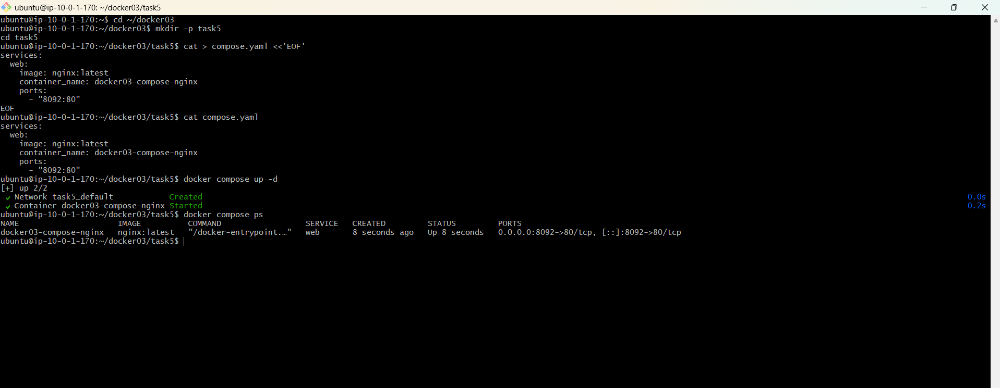 ubuntu@ip-10-0-1-170: ~/docker03/task5
ubuntu@ip-10-0-1-170:~$ cd ~/docker03
ubuntu@ip-10-0-1-170:~/docker03$ mkdir -p task5
cd task5
ubuntu@ip-10-0-1-170:~/docker03/task5$ cat > compose.yaml <<'EOF'
services:
  web:
    image: nginx:latest
    container_name: docker03-compose-nginx
    ports:
      - "8092:80"
EOF
ubuntu@ip-10-0-1-170:~/docker03/task5$ cat compose.yaml
services:
  web:
    image: nginx:latest
    container_name: docker03-compose-nginx
    ports:
      - "8092:80"
ubuntu@ip-10-0-1-170:~/docker03/task5$ docker compose up -d
[+] up 2/2
 ✔ Network task5_default            Created 0.0s
 ✔ Container docker03-compose-nginx Started 0.2s
ubuntu@ip-10-0-1-170:~/docker03/task5$ docker compose ps
NAME                     IMAGE          COMMAND                  SERVICE   CREATED         STATUS         PORTS
docker03-compose-nginx   nginx:latest   "/docker-entrypoint.…"   web       8 seconds ago   Up 8 seconds   0.0.0.0:8092->80/tcp, [::]:8092->80/tcp
ubuntu@ip-10-0-1-170:~/docker03/task5$